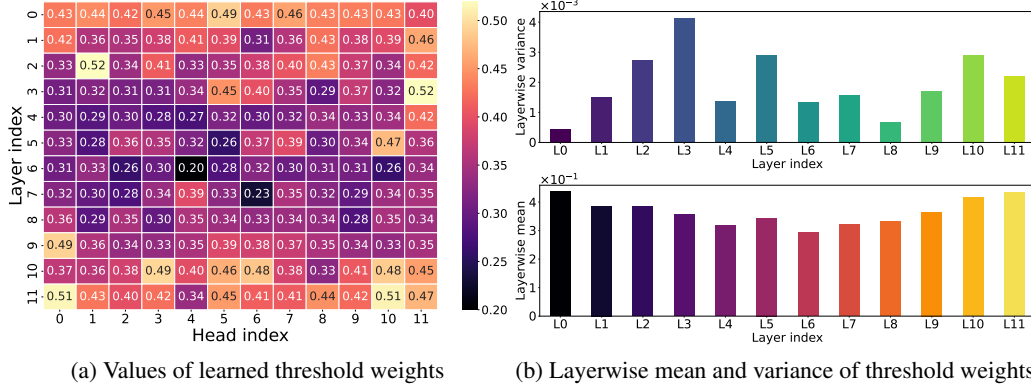 0 0.43 0.44 0.42 0.45 0.44 0.49 0.43 0.46 0.43 0.43 0.43 0.40
1 0.42 0.36 0.35 0.38 0.41 0.39 0.31 0.36 0.43 0.38 0.39 0.46
2 0.33 0.52 0.34 0.41 0.33 0.35 0.38 0.37 0.43 0.37 0.41 0.42
3 0.31 0.32 0.31 0.31 0.34 0.45 0.40 0.35 0.29 0.37 0.32 0.52
4 0.30 0.31 0.30 0.28 0.27 0.32 0.30 0.32 0.34 0.33 0.34 0.42
5 0.33 0.28 0.36 0.35 0.32 0.26 0.37 0.39 0.30 0.31 0.47 0.36
6 0.31 0.33 0.26 0.30 0.20 0.28 0.32 0.30 0.31 0.31 0.26 0.34
7 0.32 0.30 0.28 0.34 0.39 0.33 0.23 0.35 0.32 0.29 0.34 0.35
8 0.36 0.29 0.35 0.30 0.35 0.35 0.34 0.34 0.34 0.28 0.34 0.34
9 0.49 0.36 0.34 0.33 0.35 0.39 0.38 0.37 0.35 0.34 0.33 0.35
10 0.37 0.36 0.38 0.49 0.40 0.46 0.48 0.38 0.33 0.41 0.48 0.45
11 0.51 0.43 0.40 0.42 0.34 0.45 0.41 0.41 0.44 0.42 0.51 0.47
0 1 2 3 4 5 6 7 8 9 10 11
Layer index
Head index
0.50
0.45
0.40
0.35
0.30
0.25
0.20
(a) Values of learned threshold weights
×10⁻³
4
3
2
1
0
Layerwise variance
L0 L1 L2 L3 L4 L5 L6 L7 L8 L9 L10 L11
Layer index
×10⁻¹
4
3
2
1
0
Layerwise mean
L0 L1 L2 L3 L4 L5 L6 L7 L8 L9 L10 L11
Layer index
(b) Layerwise mean and variance of threshold weights